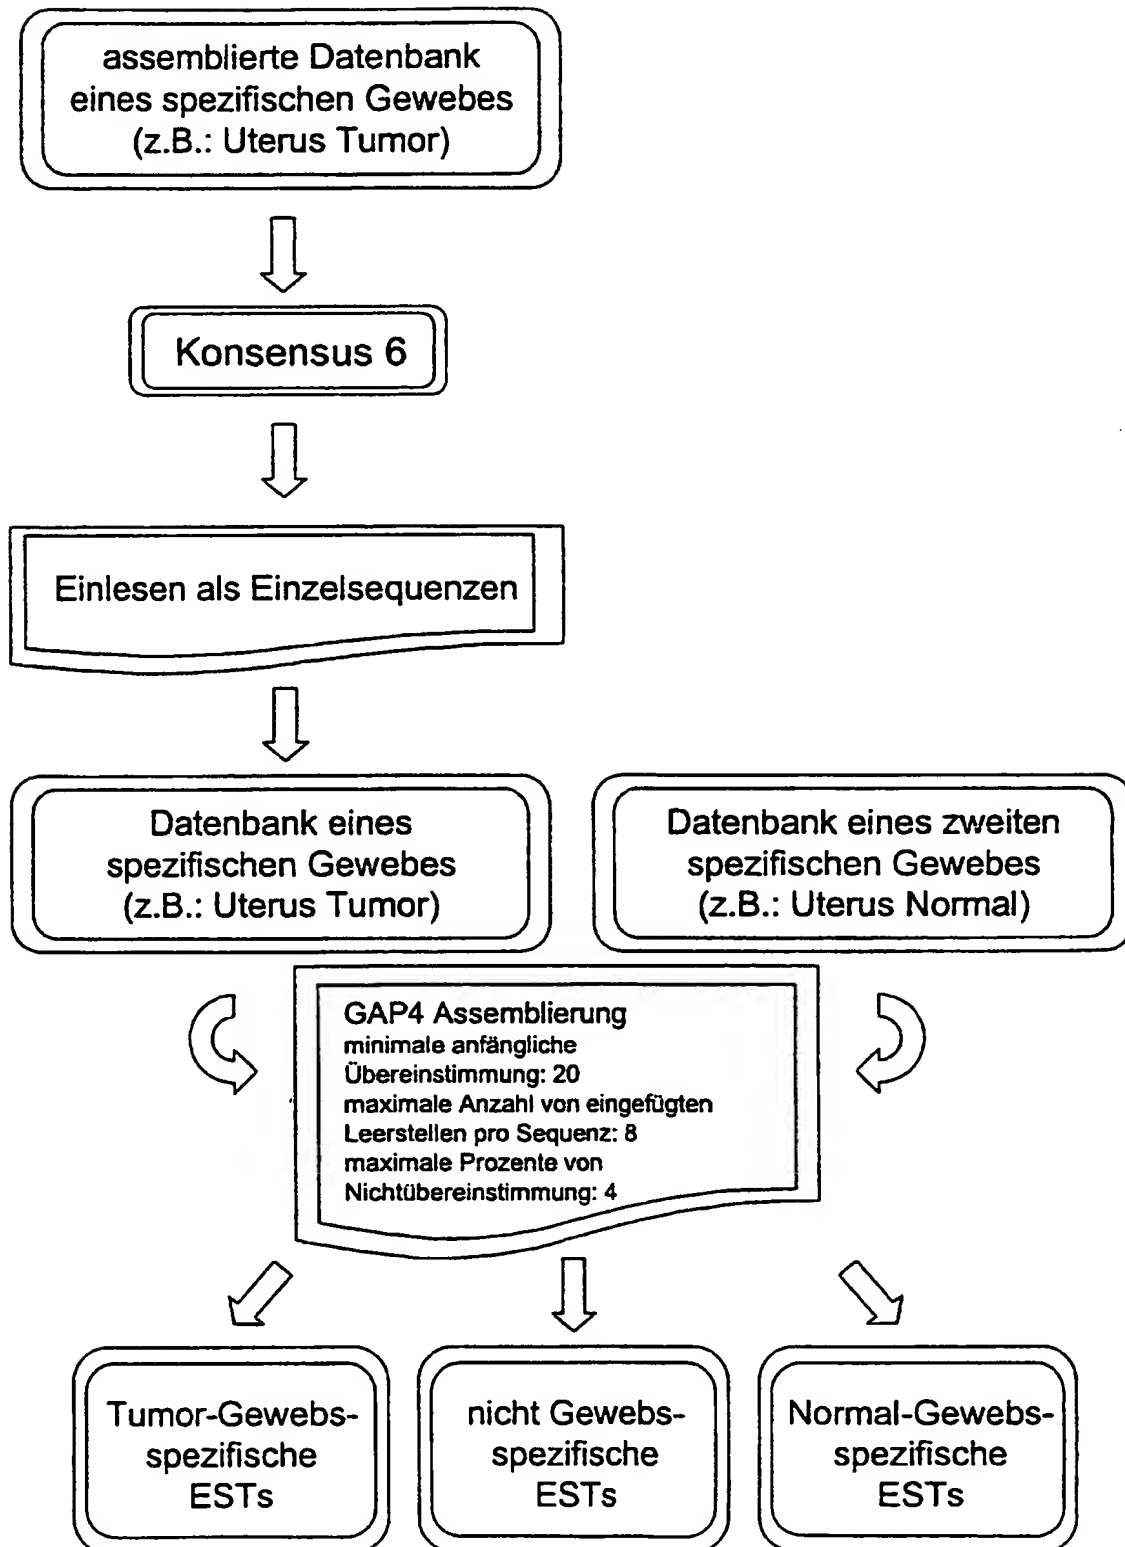 assemblierte Datenbank
eines spezifischen Gewebes
(z.B.: Uterus Tumor)
Konsensus 6
Einlesen als Einzelsequenzen
Datenbank eines
spezifischen Gewebes
(z.B.: Uterus Tumor)
Datenbank eines zweiten
spezifischen Gewebes
(z.B.: Uterus Normal)
GAP4 Assemblierung
minimale anfängliche
Übereinstimmung: 20
maximale Anzahl von eingefügten
Leerstellen pro Sequenz: 8
maximale Prozente von
Nichtübereinstimmung: 4
Tumor-Gewebs-
spezifische
ESTs
nicht Gewebs-
spezifische
ESTs
Normal-Gewebs-
spezifische
ESTs